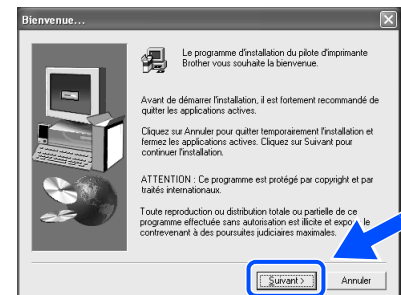 Bienvenue...
Le programme d'installation du pilote d'imprimante
Brother vous souhaite la bienvenue.
Avant de démarrer l'installation, il est fortement recommandé de
quitter les applications actives.
Cliquez sur Annuler pour quitter temporairement l'installation et
fermez les applications actives. Cliquez sur Suivant pour
continuer l'installation.
ATTENTION : Ce programme est protégé par copyright et par
traités internationaux.
Toute reproduction ou distribution totale ou partielle de ce
programme effectuée sans autorisation est illicite et expose le
contrevenant à des poursuites judiciaires maximales.
Suivant >
Annuler